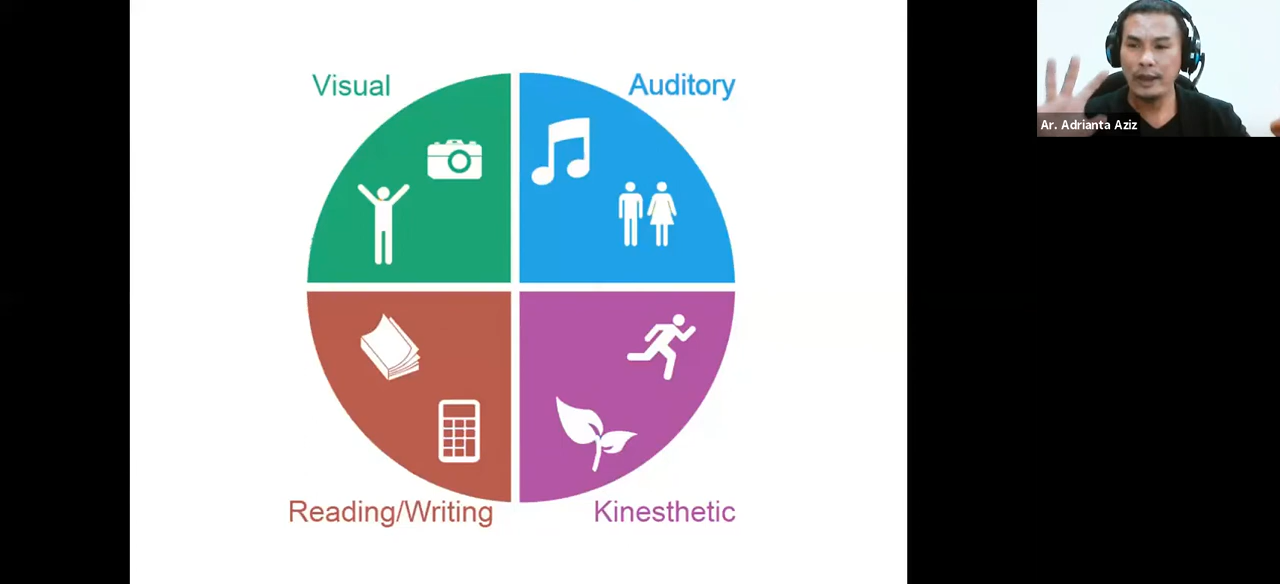 Visual
Auditory
Reading/Writing
Kinesthetic
Ar. Adrianta Aziz